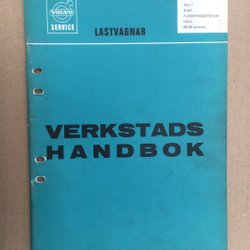 VOLVO
SERVICE
LASTVAGNAR
VERKSTADS
HANDBOK